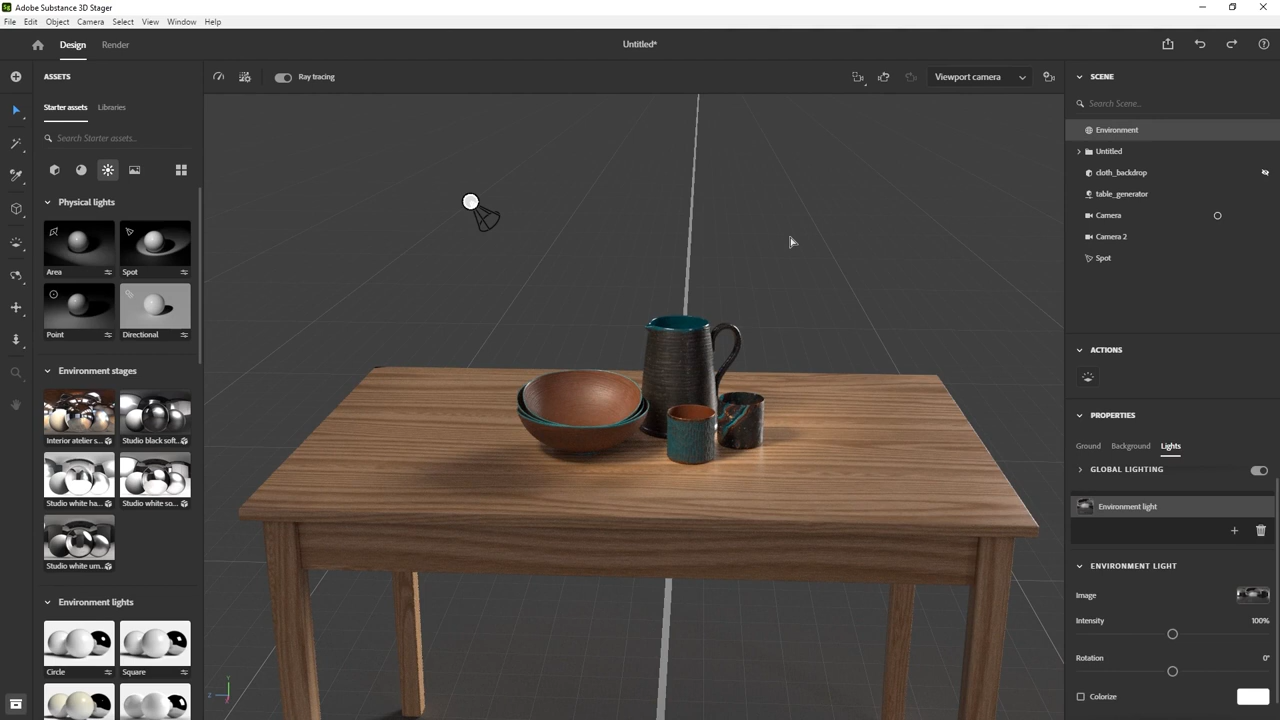 Sg Adobe Substance 3D Stager
File Edit Object Camera Select View Window Help
Design Render Untitled*
ASSETS
Starter assets Libraries
Search Starter assets...
Physical lights
Area Spot
Point Directional
Environment stages
Interior atelier s... Studio black soft...
Studio white ha... Studio white so...
Studio white um...
Environment lights
Circle Square
Ray tracing
Viewport camera
Y
Z
SCENE
Search Scene...
Environment
Untitled
cloth_backdrop
table_generator
Camera
Camera 2
Spot
ACTIONS
PROPERTIES
Ground Background Lights
GLOBAL LIGHTING
Environment light
ENVIRONMENT LIGHT
Image
Intensity 100%
Rotation 0°
Colorize